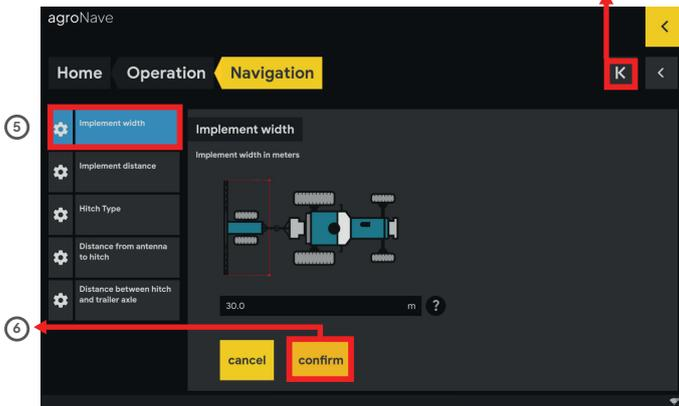 agroNave
<
Home Operation Navigation K <
5
Implement width
Implement distance
Hitch Type
Distance from antenna
to hitch
Distance between hitch
and trailer axle
Implement width
Implement width in meters
30.0 m ?
6
cancel confirm